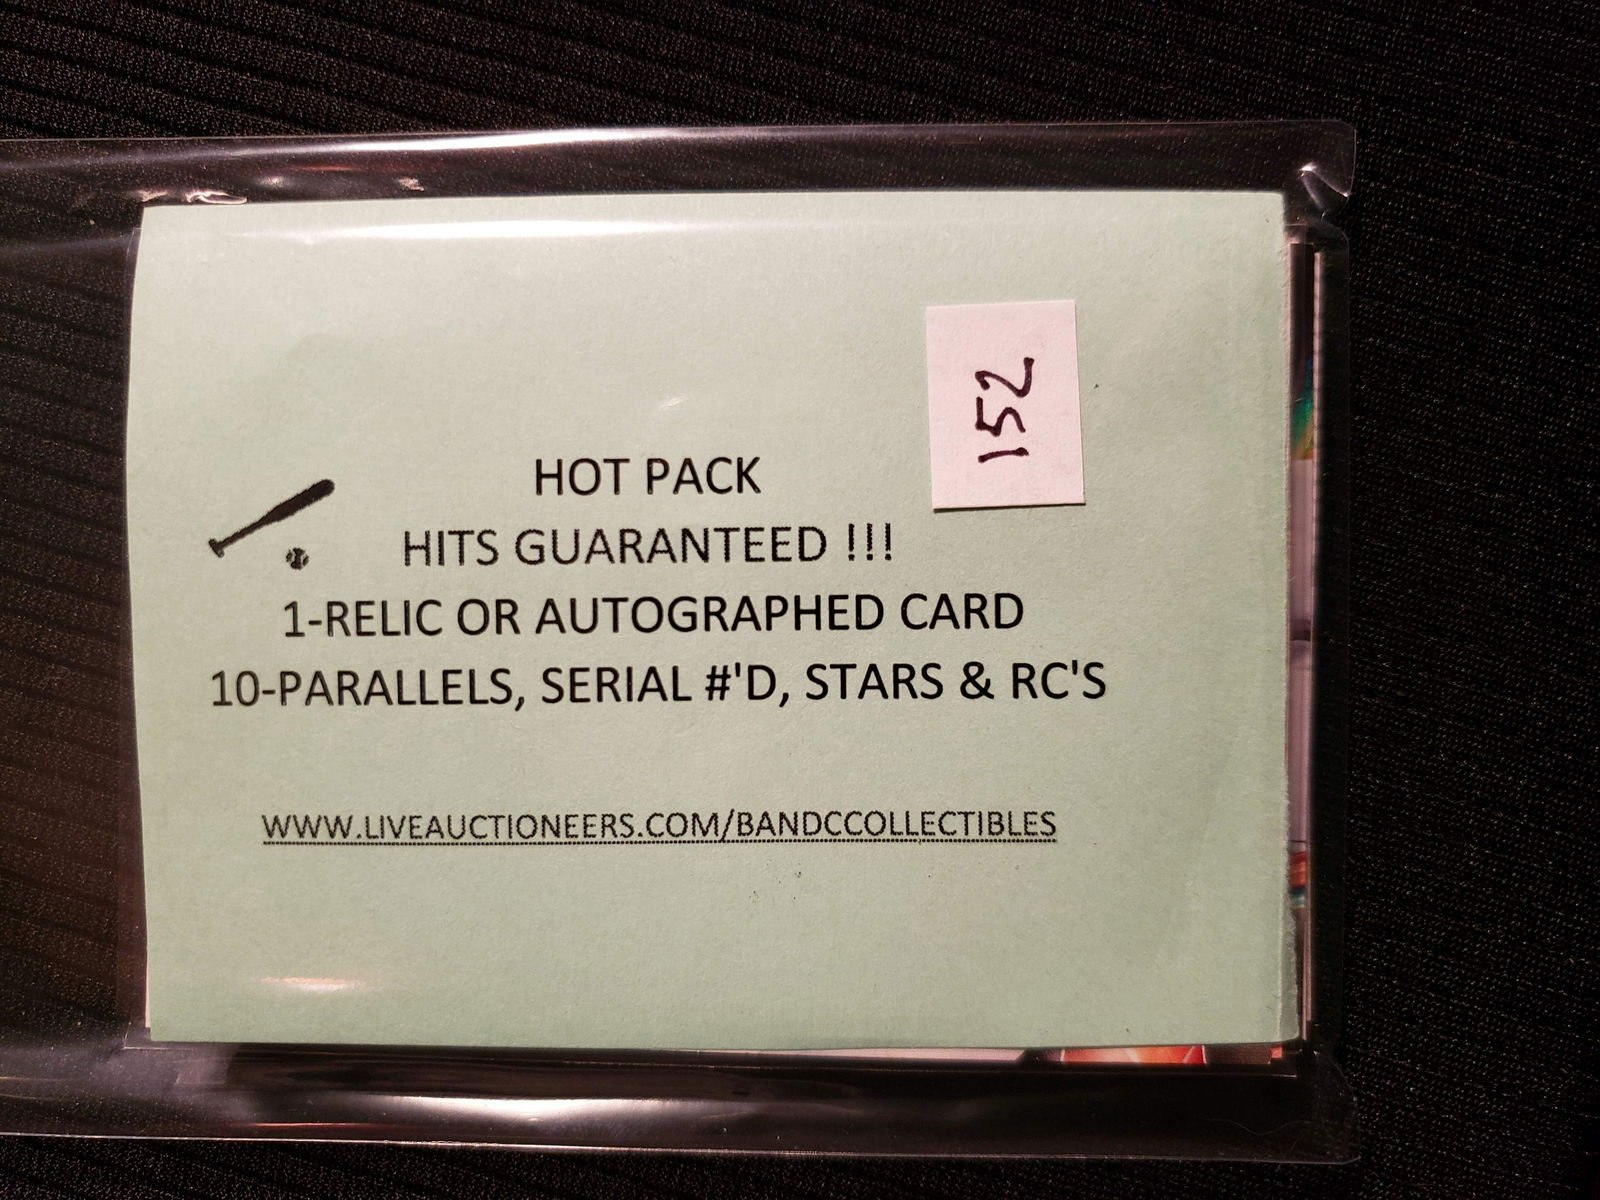 152
HOT PACK
HITS GUARANTEED !!!
1-RELIC OR AUTOGRAPHED CARD
10-PARALLELS, SERIAL #'D, STARS & RC'S
WWW.LIVEAUCTIONEERS.COM/BANDCCOLLECTIBLES